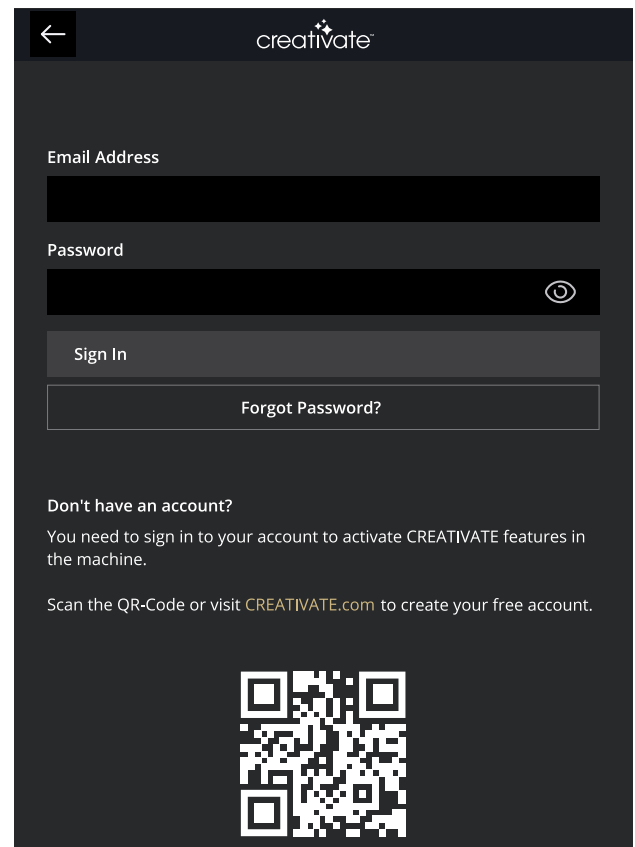 creativate™
Email Address
Password
Sign In
Forgot Password?
Don't have an account?
You need to sign in to your account to activate CREATIVATE features in
the machine.
Scan the QR-Code or visit CREATIVATE.com to create your free account.